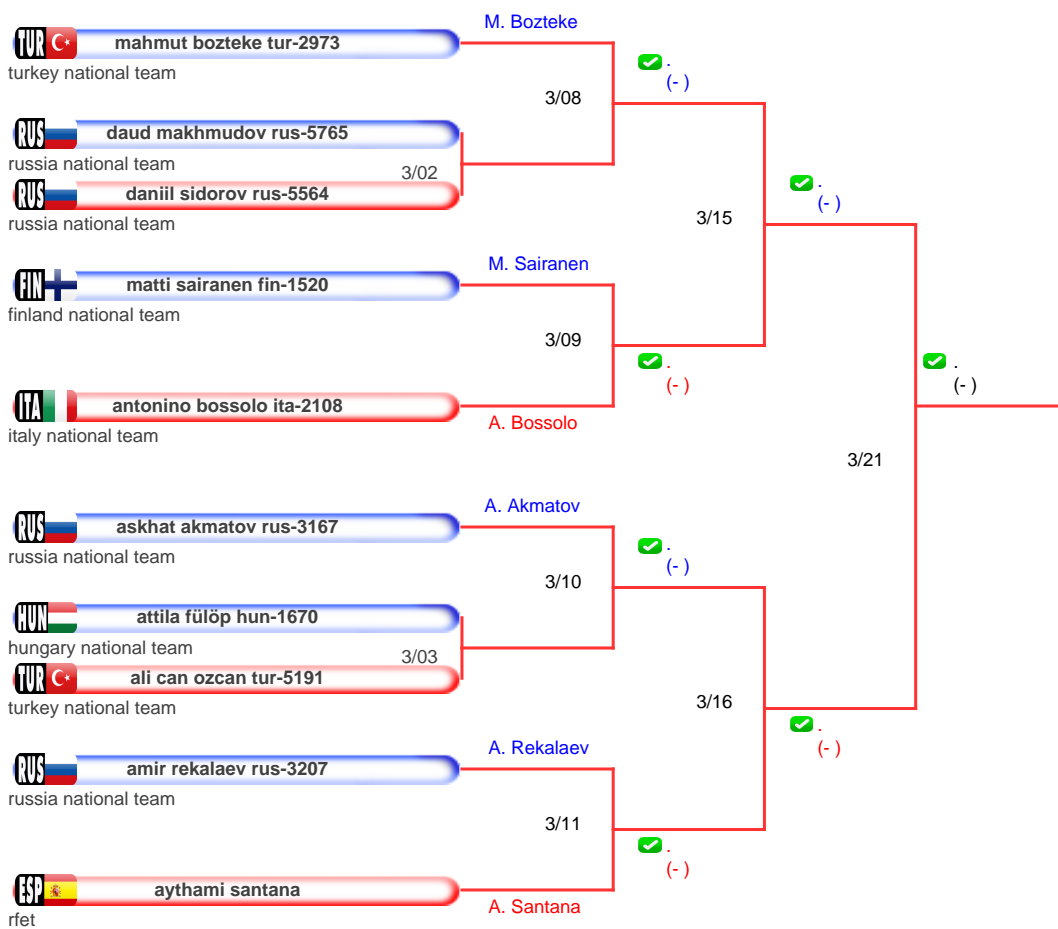 M. Bozteke
TUR mahmut bozteke tur-2973
turkey national team
.
(- )
3/08
RUS daud makhmudov rus-5765
russia national team
3/02
RUS daniil sidorov rus-5564
russia national team
.
(- )
3/15
M. Sairanen
FIN matti sairanen fin-1520
finland national team
3/09
.
(- )
.
(- )
ITA antonino bossolo ita-2108
A. Bossolo
italy national team
3/21
A. Akmatov
RUS askhat akmatov rus-3167
russia national team
.
(- )
3/10
HUN attila fülöp hun-1670
hungary national team
3/03
TUR ali can ozcan tur-5191
turkey national team
3/16
.
(- )
A. Rekalaev
RUS amir rekalaev rus-3207
russia national team
3/11
.
(- )
ESP aythami santana
A. Santana
rfet